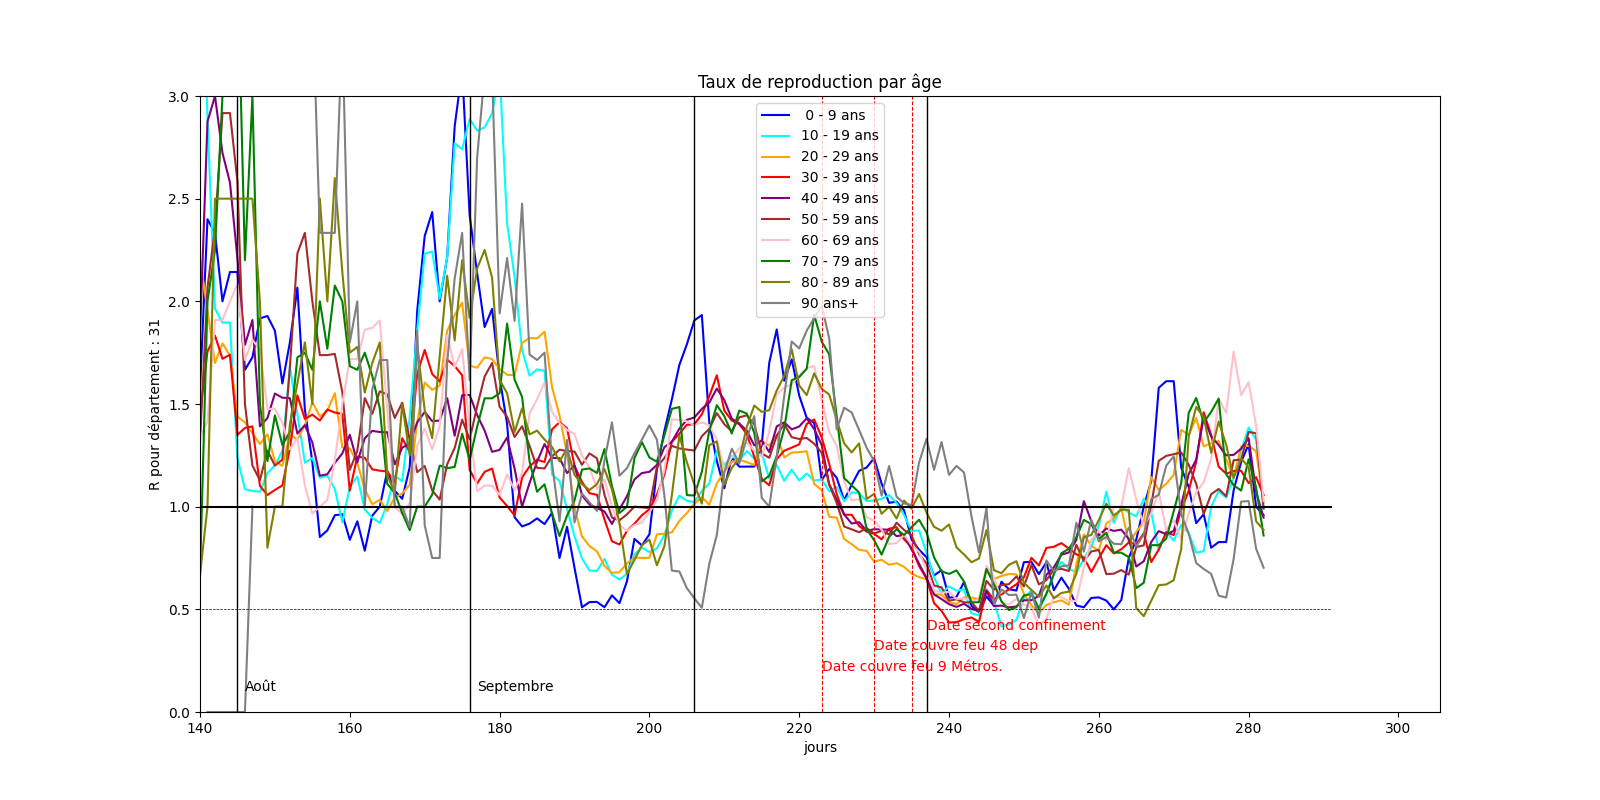 Taux de reproduction par âge
3.0
2.5
2.0
1.5
1.0
0.5
0.0
R pour département : 31
0 - 9 ans
10 - 19 ans
20 - 29 ans
30 - 39 ans
40 - 49 ans
50 - 59 ans
60 - 69 ans
70 - 79 ans
80 - 89 ans
90 ans+
Date second confinement
Date couvre feu 48 dep
Date couvre feu 9 Métros.
Août
Septembre
140 160 180 200 220 240 260 280 300
jours